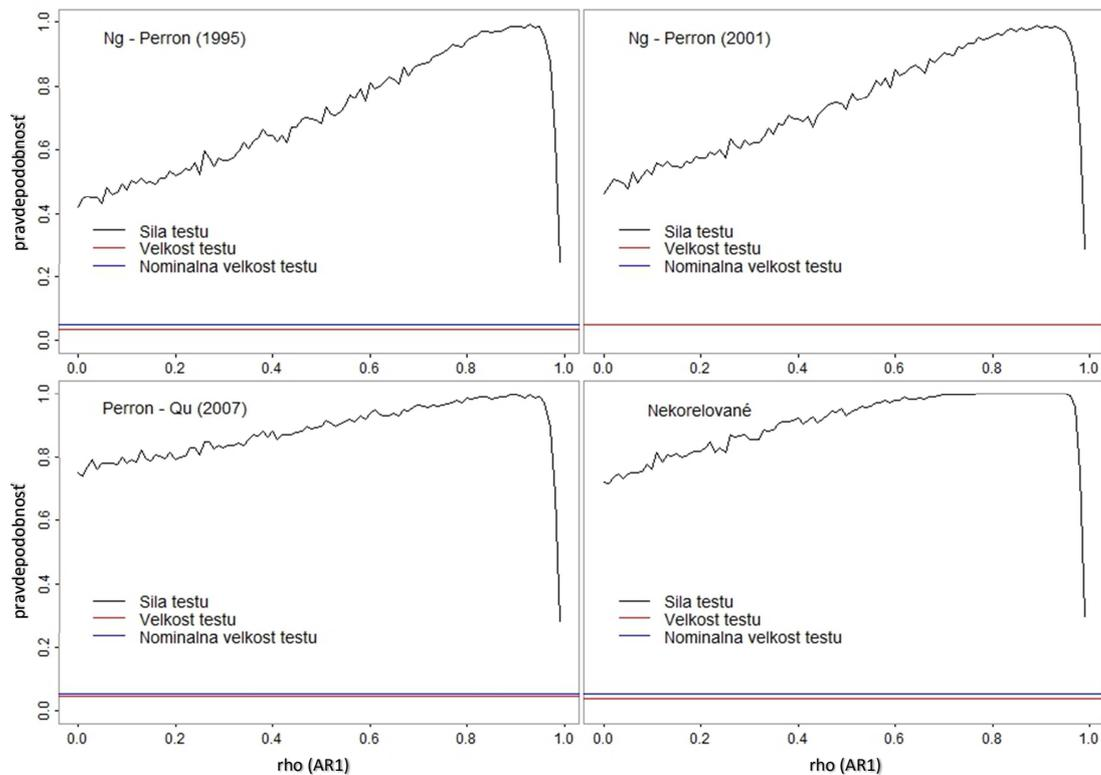 Ng - Perron (1995)
pravdepodobnosť
1.0
0.8
0.6
0.4
0.2
0.0
Sila testu
Velkost testu
Nominalna velkost testu
0.0 0.2 0.4 0.6 0.8 1.0
Ng - Perron (2001)
Sila testu
Velkost testu
Nominalna velkost testu
0.0 0.2 0.4 0.6 0.8 1.0
Perron - Qu (2007)
pravdepodobnosť
1.0
0.8
0.6
0.4
0.2
0.0
Sila testu
Velkost testu
Nominalna velkost testu
0.0 0.2 0.4 0.6 0.8 1.0
rho (AR1)
Nekorelované
Sila testu
Velkost testu
Nominalna velkost testu
0.0 0.2 0.4 0.6 0.8 1.0
rho (AR1)